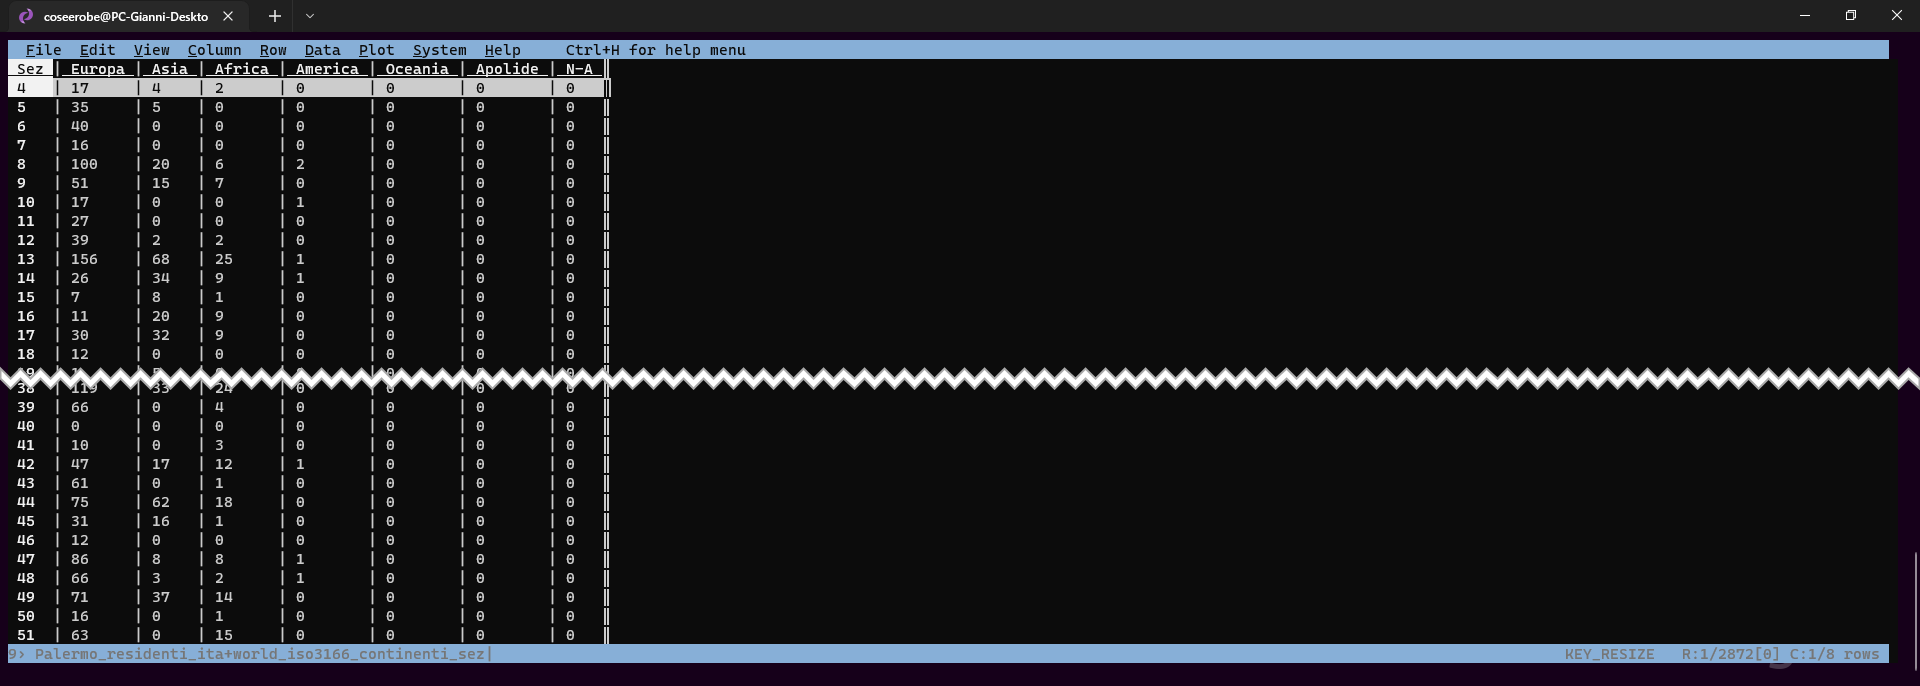 coseerobe@PC-Gianni-Deskto
File Edit View Column Row Data Plot System Help Ctrl+H for help menu
Sez | Europa | Asia | Africa | America | Oceania | Apolide | N-A ‖
4 | 17 | 4 | 2 | 0 | 0 | 0 | 0 ‖
5 | 35 | 5 | 0 | 0 | 0 | 0 | 0 ‖
6 | 40 | 0 | 0 | 0 | 0 | 0 | 0 ‖
7 | 16 | 0 | 0 | 0 | 0 | 0 | 0 ‖
8 | 100 | 20 | 6 | 2 | 0 | 0 | 0 ‖
9 | 51 | 15 | 7 | 0 | 0 | 0 | 0 ‖
10 | 17 | 0 | 0 | 1 | 0 | 0 | 0 ‖
11 | 27 | 0 | 0 | 0 | 0 | 0 | 0 ‖
12 | 39 | 2 | 2 | 0 | 0 | 0 | 0 ‖
13 | 156 | 68 | 25 | 1 | 0 | 0 | 0 ‖
14 | 26 | 34 | 9 | 1 | 0 | 0 | 0 ‖
15 | 7 | 8 | 1 | 0 | 0 | 0 | 0 ‖
16 | 11 | 20 | 9 | 0 | 0 | 0 | 0 ‖
17 | 30 | 32 | 9 | 0 | 0 | 0 | 0 ‖
18 | 12 | 0 | 0 | 0 | 0 | 0 | 0 ‖
38 | 119 | 33 | 24 | 0 | 0 | 0 | 0 ‖
39 | 66 | 0 | 4 | 0 | 0 | 0 | 0 ‖
40 | 0 | 0 | 0 | 0 | 0 | 0 | 0 ‖
41 | 10 | 0 | 3 | 0 | 0 | 0 | 0 ‖
42 | 47 | 17 | 12 | 1 | 0 | 0 | 0 ‖
43 | 61 | 0 | 1 | 0 | 0 | 0 | 0 ‖
44 | 75 | 62 | 18 | 0 | 0 | 0 | 0 ‖
45 | 31 | 16 | 1 | 0 | 0 | 0 | 0 ‖
46 | 12 | 0 | 0 | 0 | 0 | 0 | 0 ‖
47 | 86 | 8 | 8 | 1 | 0 | 0 | 0 ‖
48 | 66 | 3 | 2 | 1 | 0 | 0 | 0 ‖
49 | 71 | 37 | 14 | 0 | 0 | 0 | 0 ‖
50 | 16 | 0 | 1 | 0 | 0 | 0 | 0 ‖
51 | 63 | 0 | 15 | 0 | 0 | 0 | 0 ‖
9› Palermo_residenti_ita+world_iso3166_continenti_sez| KEY_RESIZE R:1/2872[0] C:1/8 rows